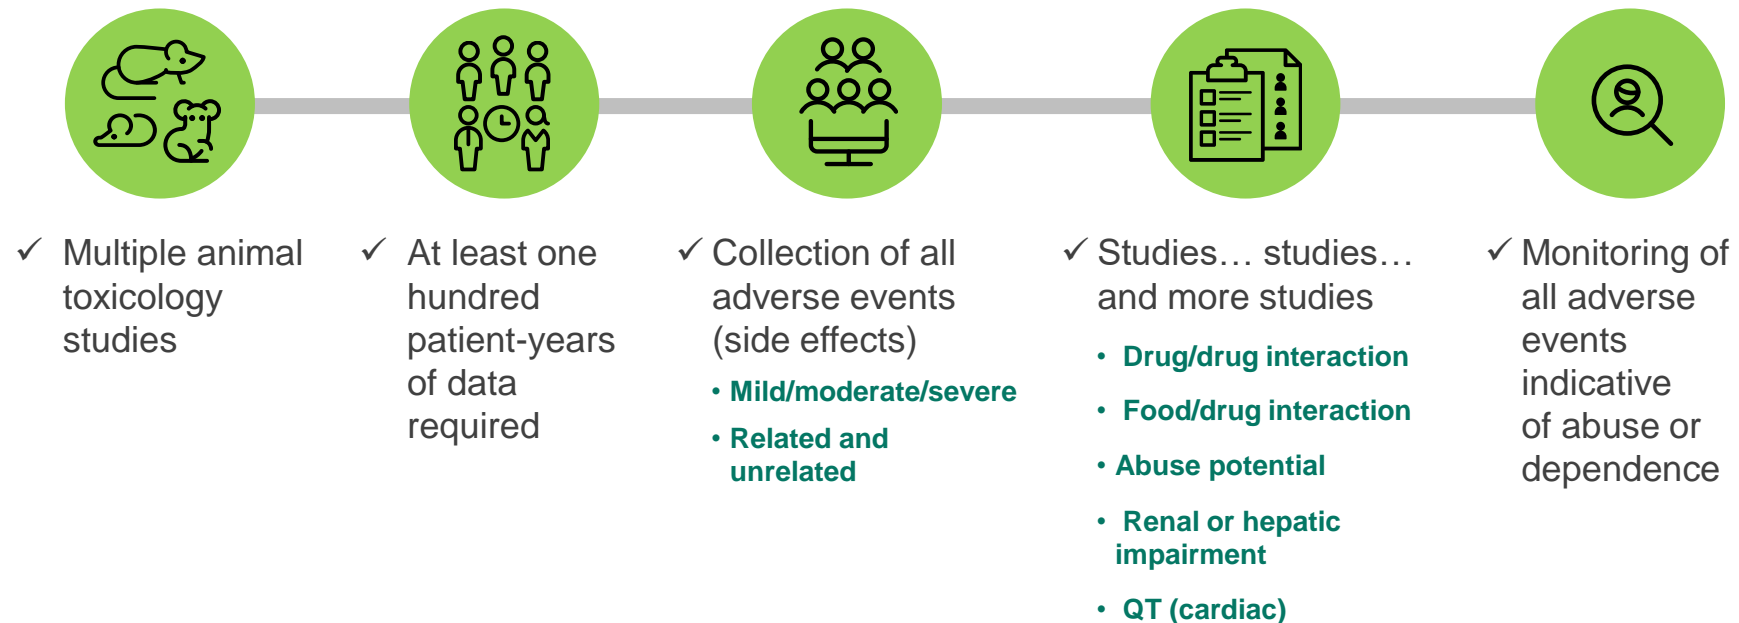 ✓ Multiple animal
toxicology
studies
✓ At least one
hundred
patient-years
of data
required
✓ Collection of all
adverse events
(side effects)
• Mild/moderate/severe
• Related and
unrelated
✓ Studies… studies…
and more studies
• Drug/drug interaction
• Food/drug interaction
• Abuse potential
• Renal or hepatic
impairment
• QT (cardiac)
✓ Monitoring of
all adverse
events
indicative
of abuse or
dependence